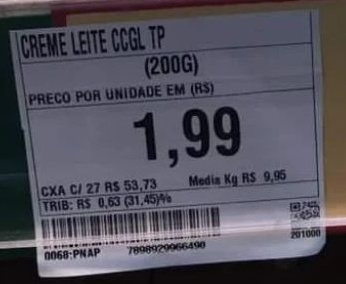 CREME LEITE CCGL TP
(200G)
PRECO POR UNIDADE EM (R$)
1,99
CXA C/ 27 R$ 53,73 Media Kg R$ 9,95
TRIB: R$ 0,63 (31,45)%
0068:PNAP 7898929966490 201000